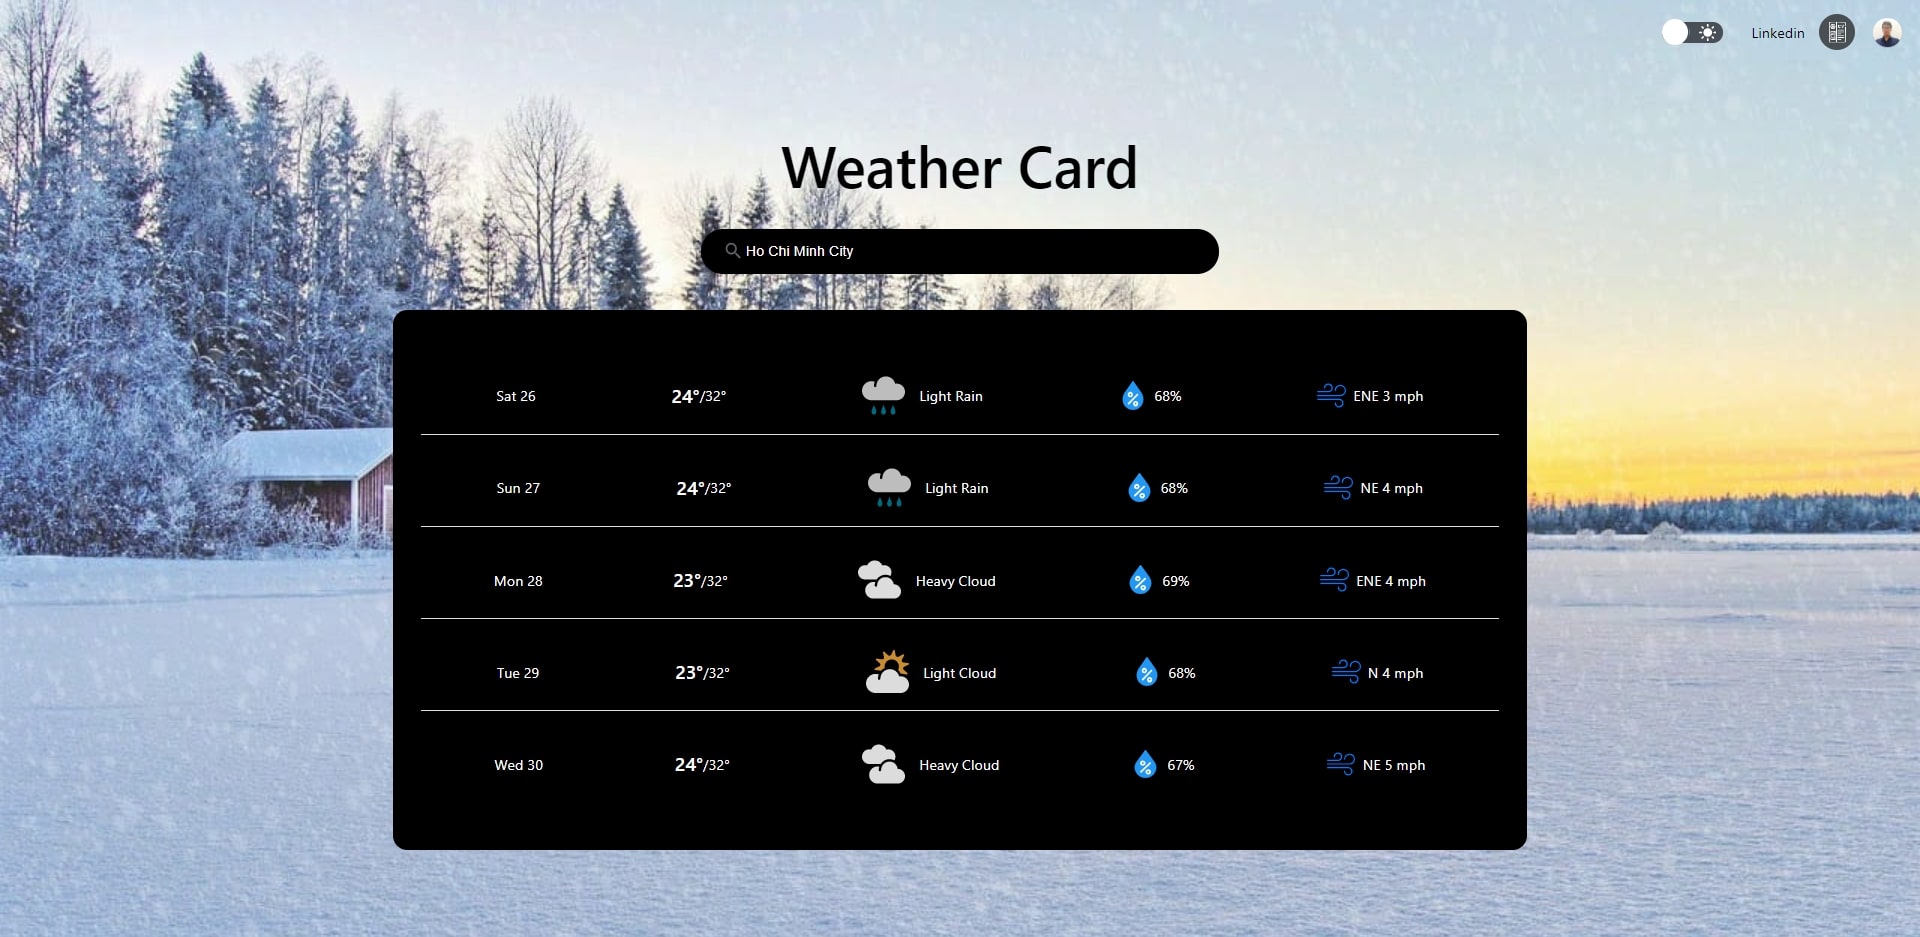 Linkedin
Weather Card
Ho Chi Minh City
Sat 26 24°/32° Light Rain 68% ENE 3 mph
Sun 27 24°/32° Light Rain 68% NE 4 mph
Mon 28 23°/32° Heavy Cloud 69% ENE 4 mph
Tue 29 23°/32° Light Cloud 68% N 4 mph
Wed 30 24°/32° Heavy Cloud 67% NE 5 mph